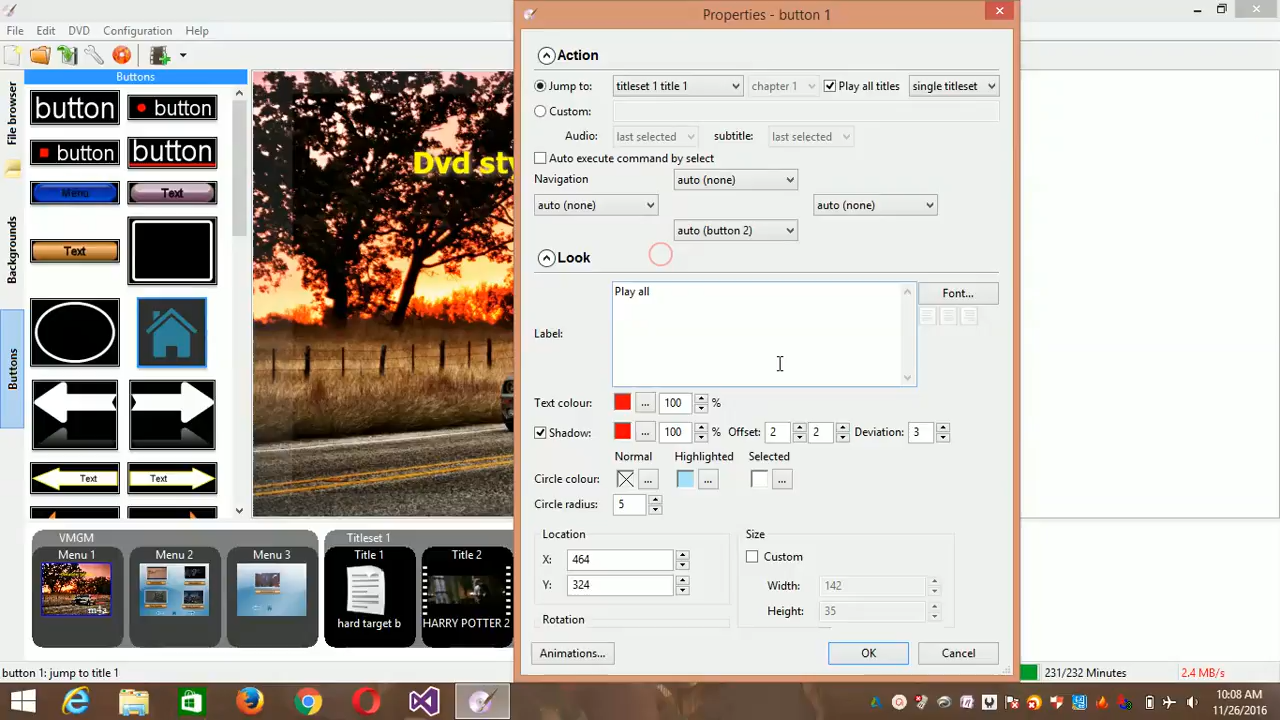 Properties - button 1
File Edit DVD Configuration Help
File browser
Backgrounds
Buttons
Buttons
button
button
button
button
Menu
Text
Text
Text
Text
Dvd sty
Action
Jump to: titleset 1 title 1 chapter 1 Play all titles single titleset
Custom:
Audio: last selected subtitle: last selected
Auto execute command by select
Navigation auto (none)
auto (none) auto (none)
auto (button 2)
Look
Label: Play all Font...
Text colour: ... 100 %
Shadow: ... 100 % Offset: 2 2 Deviation: 3
Normal Highlighted Selected
Circle colour: ... ... ...
Circle radius: 5
Location Size
X: 464 Custom
Y: 324 Width: 142
Height: 35
Rotation
Animations... OK Cancel
VMGM Titleset 1
Menu 1 Menu 2 Menu 3 Title 1 Title 2
hard target b HARRY POTTER 2
button 1: jump to title 1 231/232 Minutes 2.4 MB/s
10:08 AM
11/26/2016